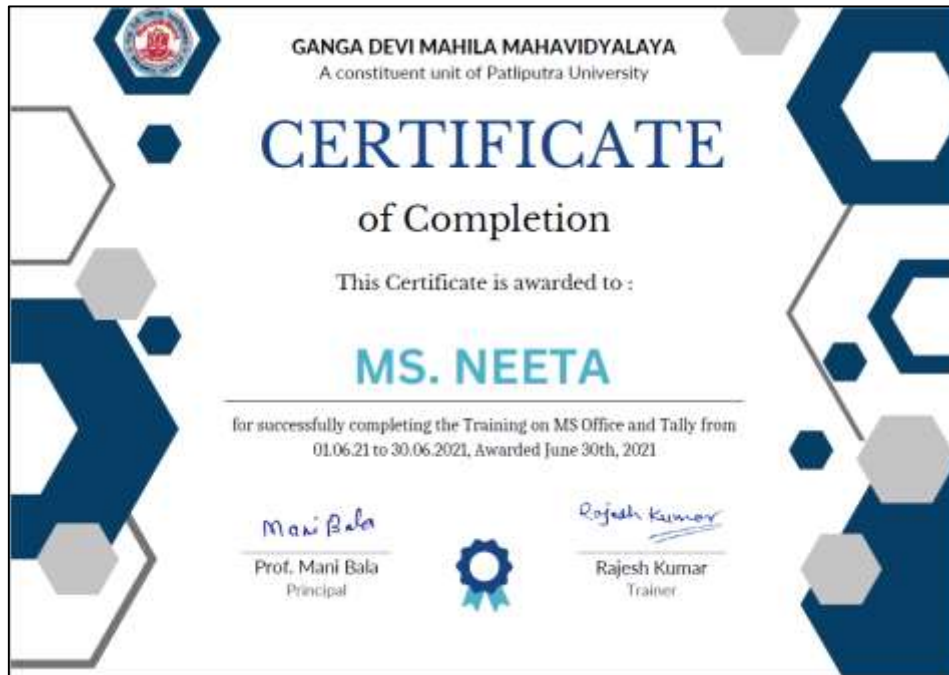 GANGA DEVI MAHILA MAHAVIDYALAYA
A constituent unit of Patliputra University
CERTIFICATE
of Completion
This Certificate is awarded to :
MS. NEETA
for successfully completing the Training on MS Office and Tally from
01.06.21 to 30.06.2021, Awarded June 30th, 2021
Mani Bala
Rajesh Kumar
Prof. Mani Bala
Rajesh Kumar
Principal
Trainer